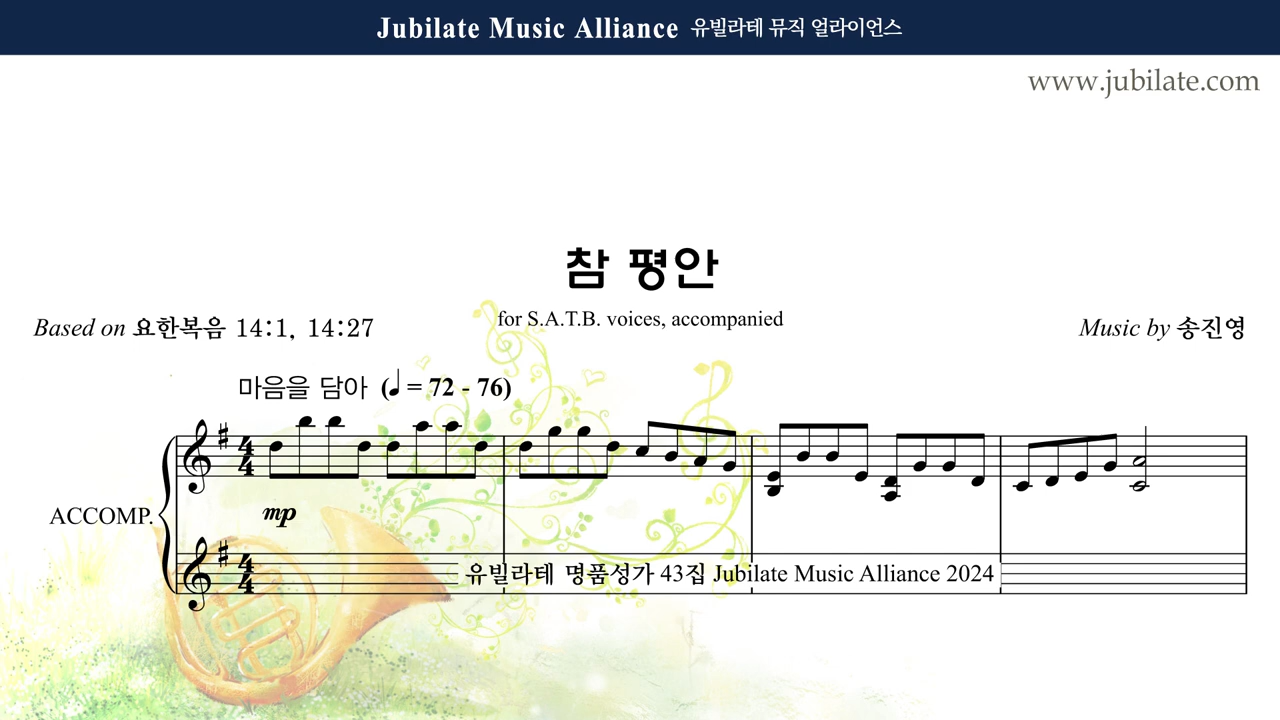 Jubilate Music Alliance 유빌라테 뮤직 얼라이언스
www.jubilate.com
참 평안
for S.A.T.B. voices, accompanied
Based on 요한복음 14:1, 14:27
Music by 송진영
마음을 담아 (♩ = 72 - 76)
ACCOMP.
mp
유빌라테 명품성가 43집 Jubilate Music Alliance 2024